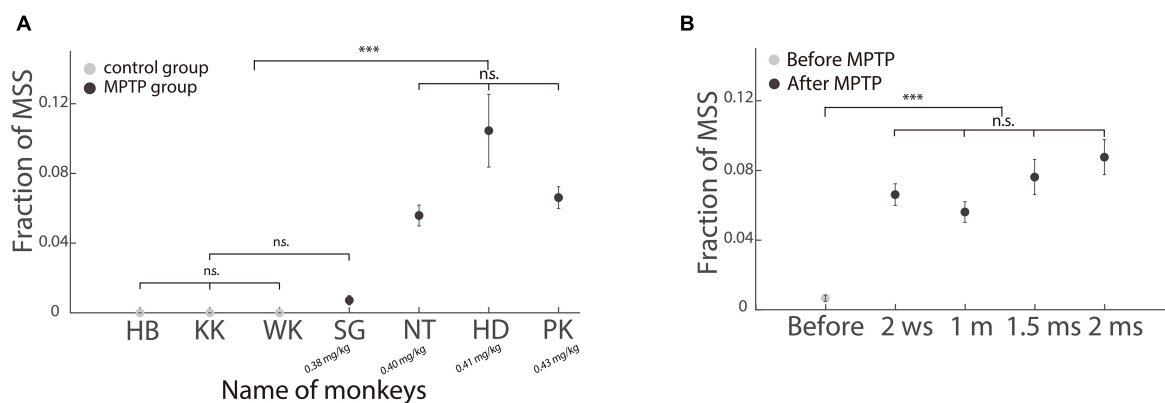 A
control group
MPTP group
***
ns.
ns.
ns.
Fraction of MSS
0.12
0.08
0.04
0
HB KK WK SG NT HD PK
0.38 mg/kg 0.40 mg/kg 0.41 mg/kg 0.43 mg/kg
Name of monkeys
B
Before MPTP
After MPTP
***
n.s.
Fraction of MSS
0.12
0.08
0.04
0
Before 2 ws 1 m 1.5 ms 2 ms